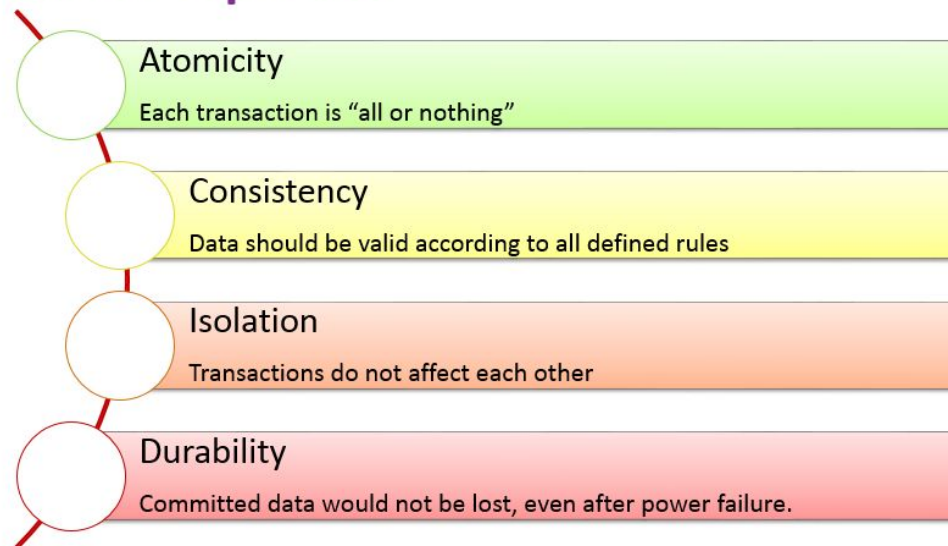 Atomicity
Each transaction is “all or nothing”
Consistency
Data should be valid according to all defined rules
Isolation
Transactions do not affect each other
Durability
Committed data would not be lost, even after power failure.